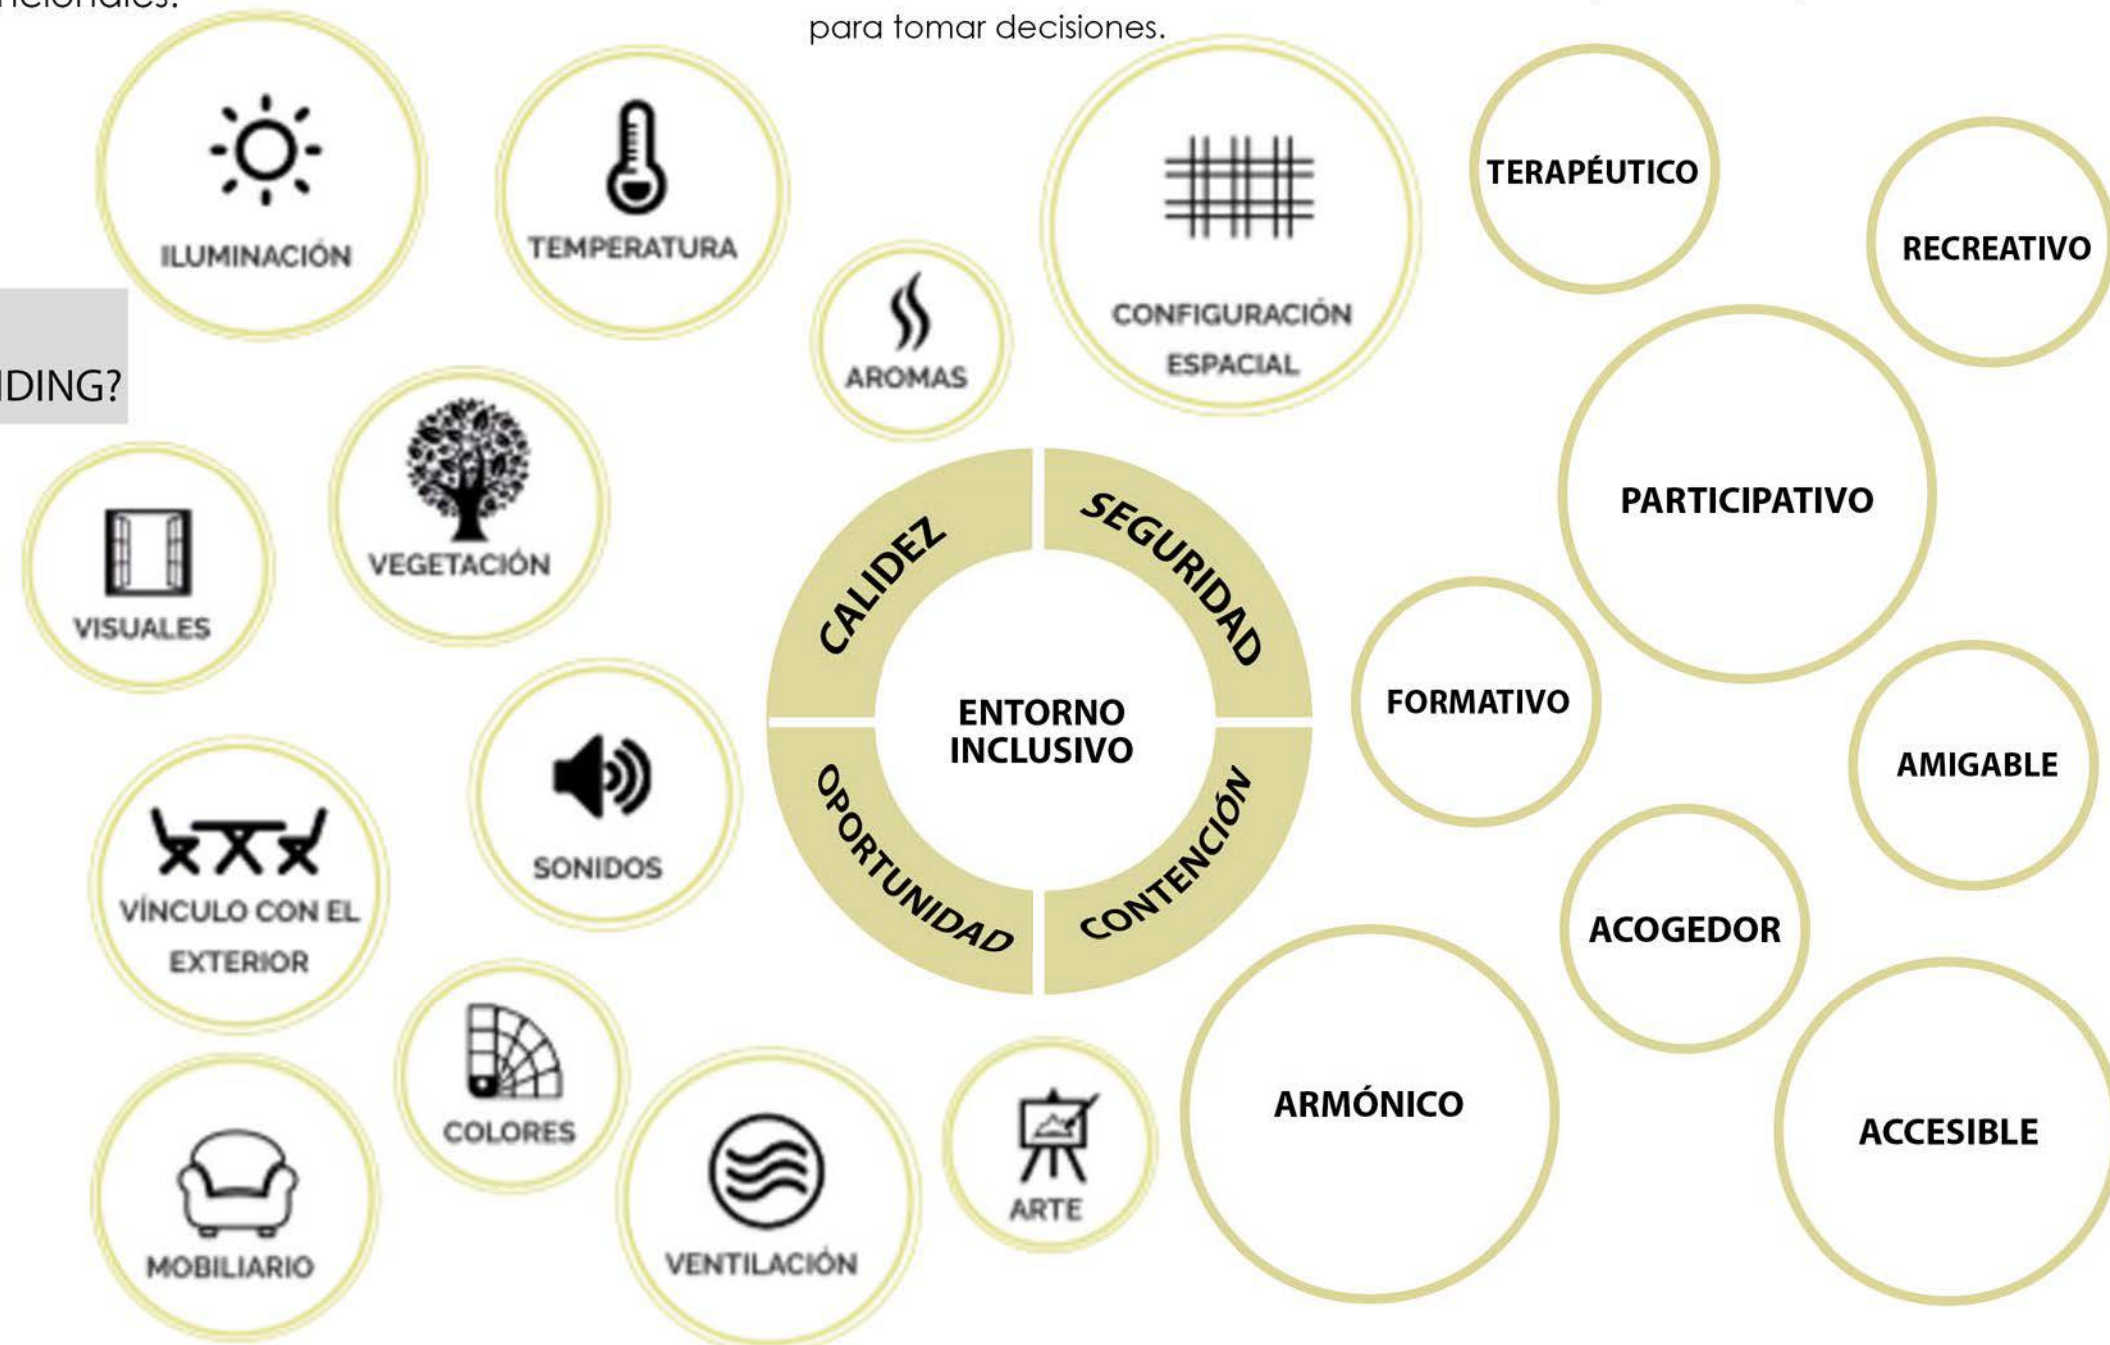 para tomar decisiones.
ILUMINACIÓN
TEMPERATURA
AROMAS
CONFIGURACIÓN
ESPACIAL
VISUALES
VEGETACIÓN
SONIDOS
VÍNCULO CON EL
EXTERIOR
COLORES
MOBILIARIO
VENTILACIÓN
ARTE
CALIDEZ
SEGURIDAD
ENTORNO
INCLUSIVO
OPORTUNIDAD
CONTENCIÓN
TERAPÉUTICO
RECREATIVO
PARTICIPATIVO
FORMATIVO
AMIGABLE
ACOGEDOR
ARMÓNICO
ACCESIBLE